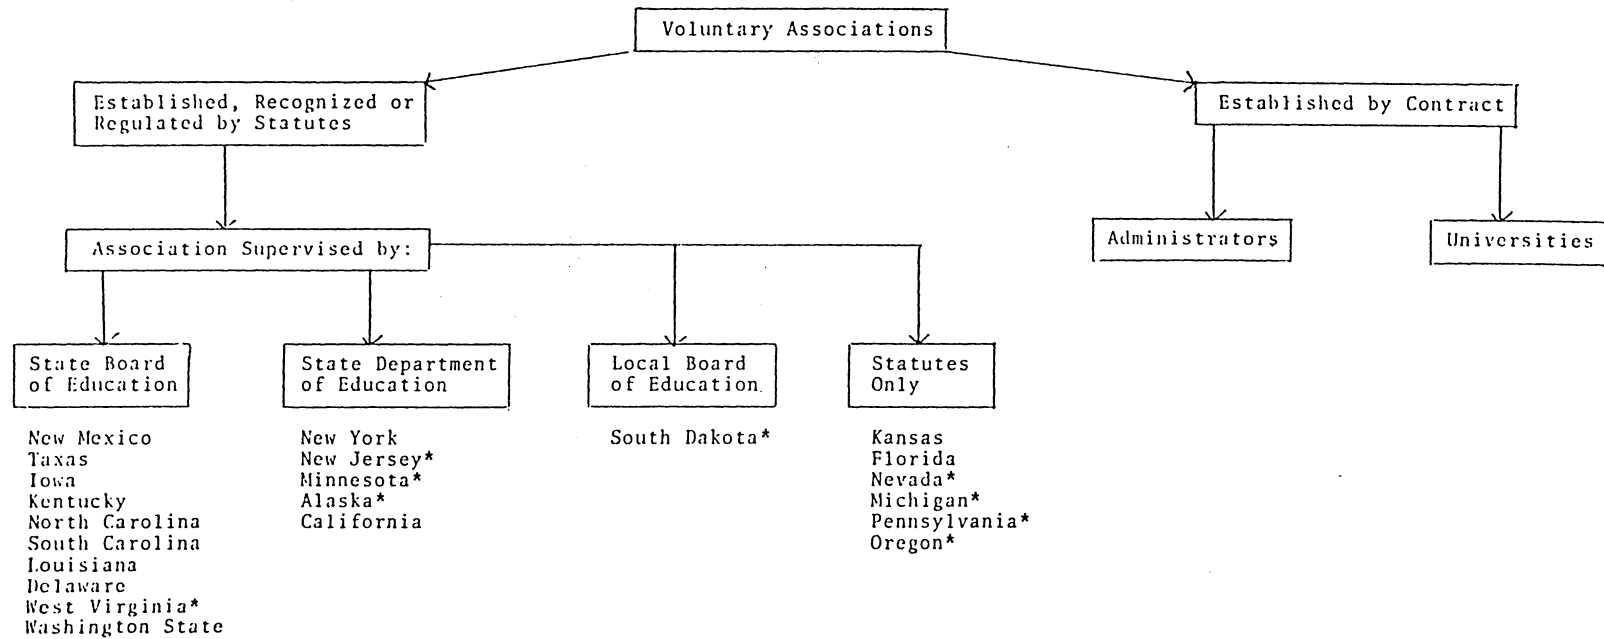 Voluntary Associations
Established, Recognized or
Regulated by Statutes
Established by Contract
Association Supervised by:
Administrators
Universities
State Board
of Education
State Department
of Education
Local Board
of Education
Statutes
Only
New Mexico
Taxas
Iowa
Kentucky
North Carolina
South Carolina
Louisiana
Delaware
West Virginia*
Washington State
New York
New Jersey*
Minnesota*
Alaska*
California
South Dakota*
Kansas
Florida
Nevada*
Michigan*
Pennsylvania*
Oregon*